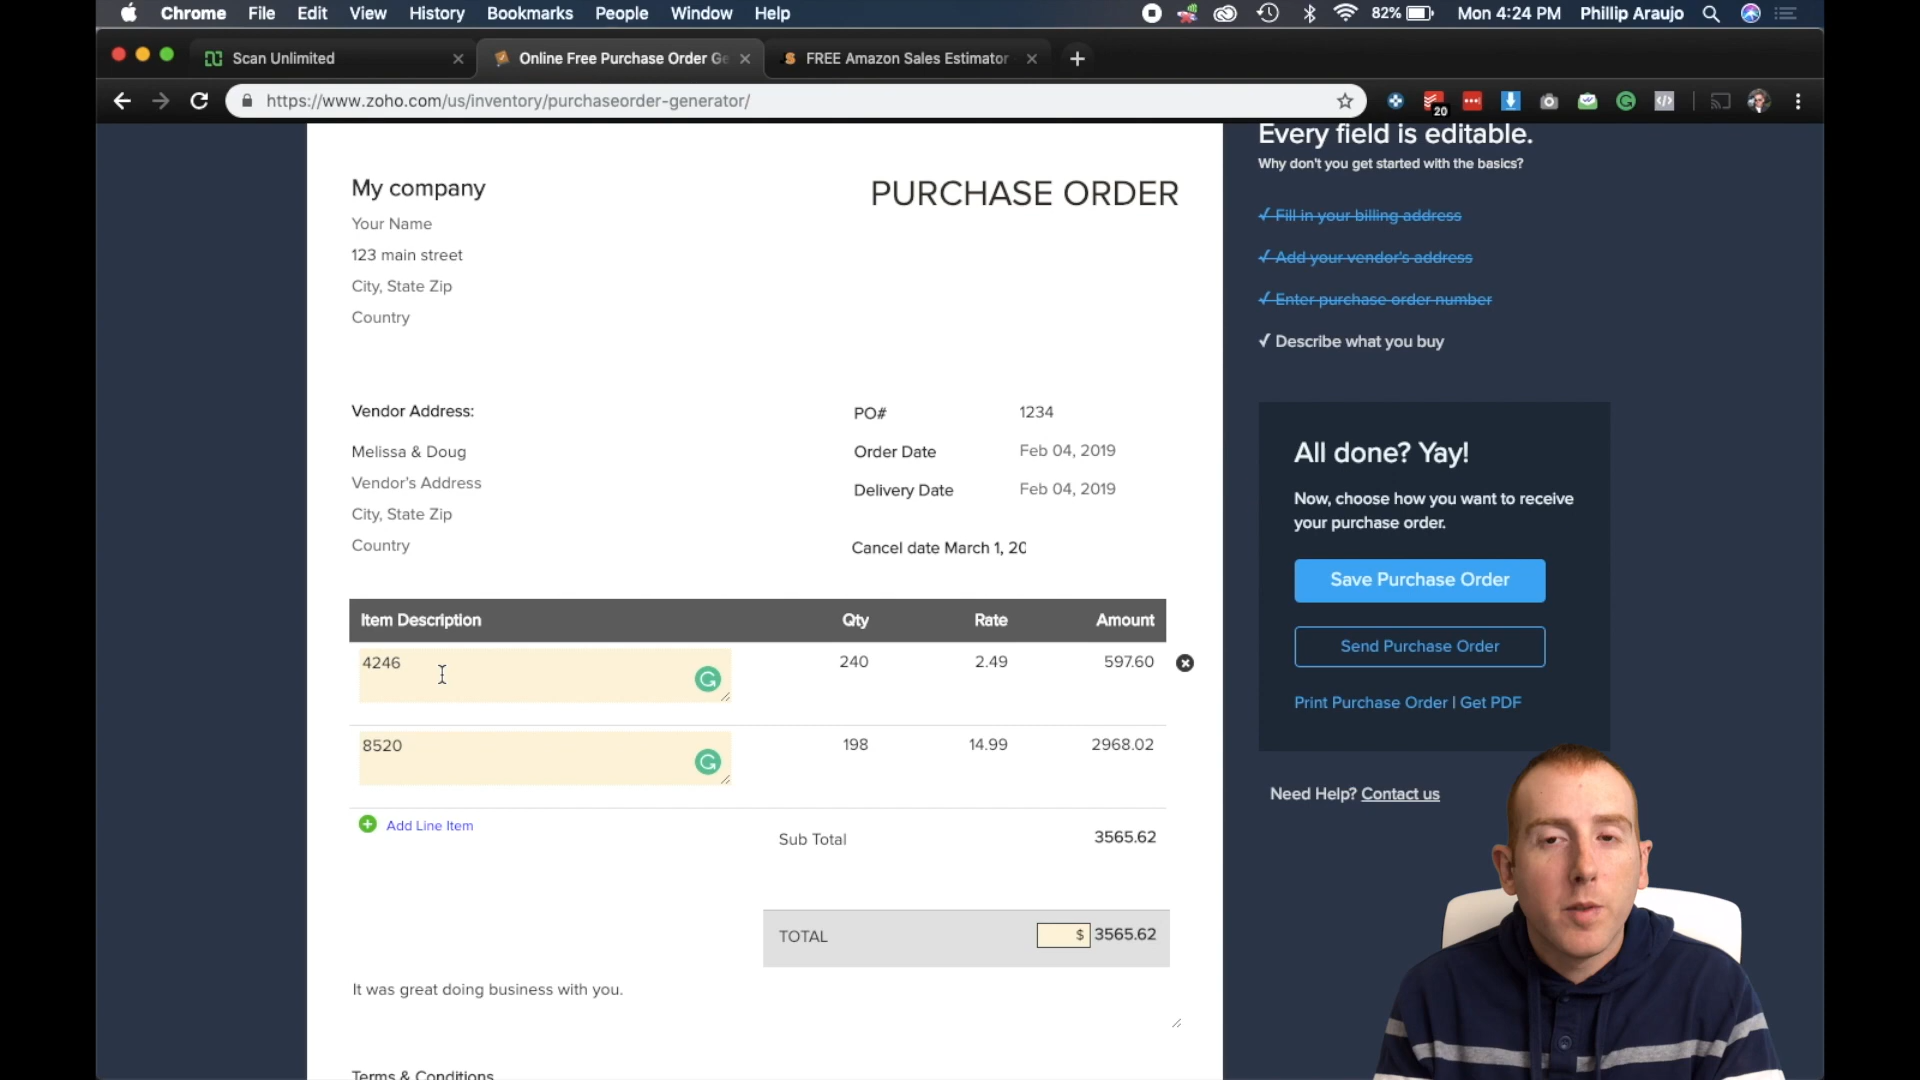 Chrome File Edit View History Bookmarks People Window Help 82% Mon 4:24 PM Phillip Araujo
Scan Unlimited
Online Free Purchase Order Ge
FREE Amazon Sales Estimator
https://www.zoho.com/us/inventory/purchaseorder-generator/
20
My company
PURCHASE ORDER
Your Name
123 main street
City, State Zip
Country
Vendor Address:
Melissa & Doug
Vendor's Address
City, State Zip
Country
PO# 1234
Order Date Feb 04, 2019
Delivery Date Feb 04, 2019
Cancel date March 1, 20
Item Description Qty Rate Amount
4246 240 2.49 597.60
8520 198 14.99 2968.02
Add Line Item
Sub Total 3565.62
TOTAL $ 3565.62
It was great doing business with you.
Terms & Conditions
Every field is editable.
Why don't you get started with the basics?
✓ Fill in your billing address
✓ Add your vendor's address
✓ Enter purchase order number
✓ Describe what you buy
All done? Yay!
Now, choose how you want to receive
your purchase order.
Save Purchase Order
Send Purchase Order
Print Purchase Order | Get PDF
Need Help? Contact us